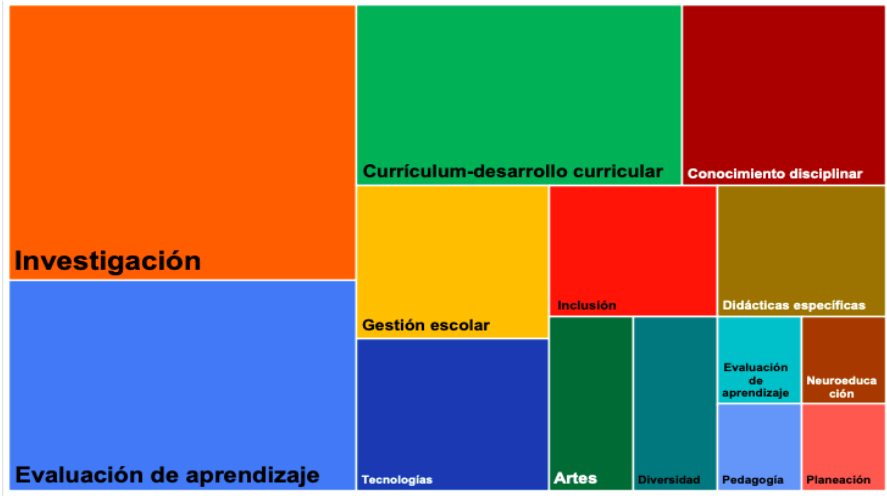 Investigación
Currículum-desarrollo curricular
Conocimiento disciplinar
Evaluación de aprendizaje
Gestión escolar
Inclusión
Didácticas específicas
Tecnologías
Artes
Diversidad
Evaluación
de
aprendizaje
Neuroeduca
ción
Pedagogía
Planeación